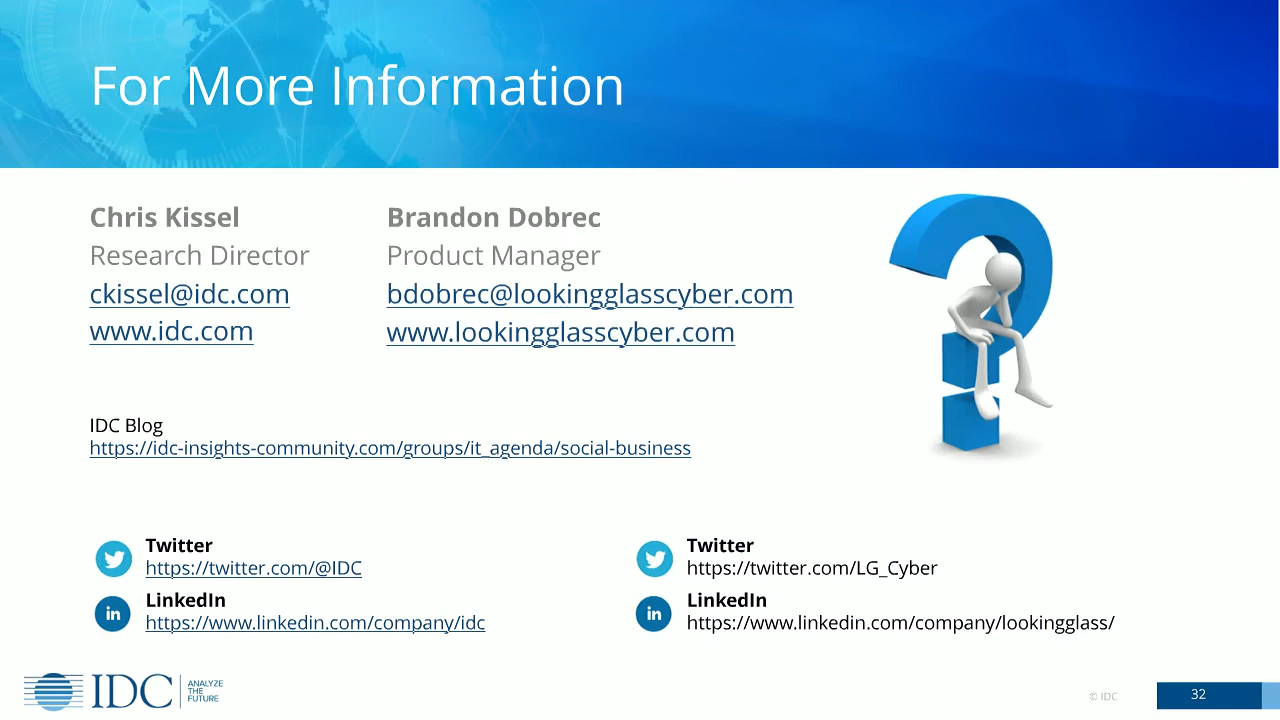 For More Information
Chris Kissel
Research Director
ckissel@idc.com
www.idc.com
Brandon Dobrec
Product Manager
bdobrec@lookingglasscyber.com
www.lookingglasscyber.com
IDC Blog
https://idc-insights-community.com/groups/it_agenda/social-business
Twitter
https://twitter.com/@IDC
LinkedIn
https://www.linkedin.com/company/idc
Twitter
https://twitter.com/LG_Cyber
LinkedIn
https://www.linkedin.com/company/lookingglass/
in
in
IDC
ANALYZE
THE
FUTURE
© IDC
32